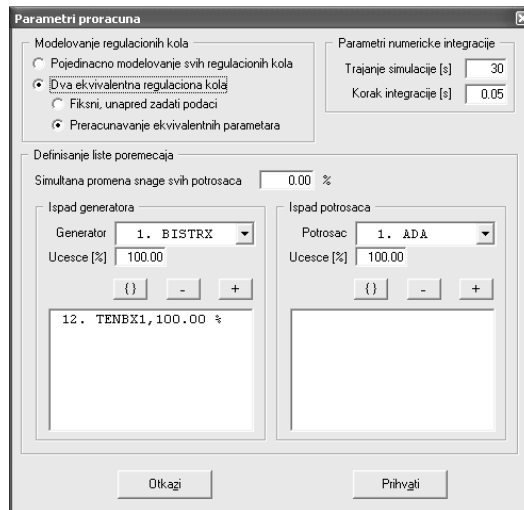 Parametri proracuna
Modelovanje regulacionih kola
Pojedinacno modelovanje svih regulacionih kola
Dva ekvivalentna regulaciona kola
Fiksni, unapred zadati podaci
Preracunavanje ekvivalentnih parametara
Parametri numericke integracije
Trajanje simulacije [s] 30
Korak integracije [s] 0.05
Definisanje liste poremecaja
Simultana promena snage svih potrosaca 0.00 %
Ispad generatora
Generator 1. BISTRX
Ucesce [%] 100.00
{} - +
12. TENBX1,100.00 %
Ispad potrosaca
Potrosac 1. ADA
Ucesce [%] 100.00
{} - +
Otkazi
Prihvati